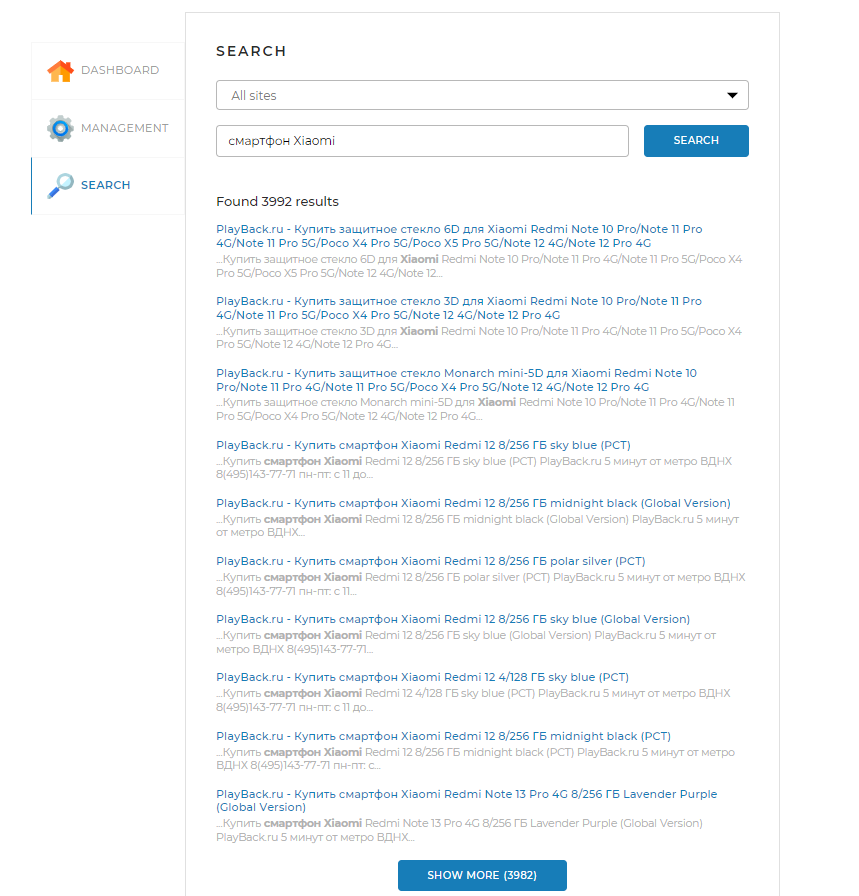 DASHBOARD
MANAGEMENT
SEARCH
SEARCH
All sites
смартфон Xiaomi
SEARCH
Found 3992 results
PlayBack.ru - Купить защитное стекло 6D для Xiaomi Redmi Note 10 Pro/Note 11 Pro
4G/Note 11 Pro 5G/Poco X4 Pro 5G/Poco X5 Pro 5G/Note 12 4G/Note 12 Pro 4G
...Купить защитное стекло 6D для Xiaomi Redmi Note 10 Pro/Note 11 Pro 4G/Note 11 Pro 5G/Poco X4
Pro 5G/Poco X5 Pro 5G/Note 12 4G/Note 12...
PlayBack.ru - Купить защитное стекло 3D для Xiaomi Redmi Note 10 Pro/Note 11 Pro
4G/Note 11 Pro 5G/Poco X4 Pro 5G/Note 12 4G/Note 12 Pro 4G
...Купить защитное стекло 3D для Xiaomi Redmi Note 10 Pro/Note 11 Pro 4G/Note 11 Pro 5G/Poco X4
Pro 5G/Note 12 4G/Note 12 Pro 4G...
PlayBack.ru - Купить защитное стекло Monarch mini-5D для Xiaomi Redmi Note 10
Pro/Note 11 Pro 4G/Note 11 Pro 5G/Poco X4 Pro 5G/Note 12 4G/Note 12 Pro 4G
...Купить защитное стекло Monarch mini-5D для Xiaomi Redmi Note 10 Pro/Note 11 Pro 4G/Note 11
Pro 5G/Poco X4 Pro 5G/Note 12 4G/Note 12 Pro 4G...
PlayBack.ru - Купить смартфон Xiaomi Redmi 12 8/256 ГБ sky blue (РСТ)
...Купить смартфон Xiaomi Redmi 12 8/256 ГБ sky blue (РСТ) PlayBack.ru 5 минут от метро ВДНХ
8(495)143-77-71 пн-пт: с 11 до...
PlayBack.ru - Купить смартфон Xiaomi Redmi 12 8/256 ГБ midnight black (Global Version)
...Купить смартфон Xiaomi Redmi 12 8/256 ГБ midnight black (Global Version) PlayBack.ru 5 минут
от метро ВДНХ...
PlayBack.ru - Купить смартфон Xiaomi Redmi 12 8/256 ГБ polar silver (РСТ)
...Купить смартфон Xiaomi Redmi 12 8/256 ГБ polar silver (РСТ) PlayBack.ru 5 минут от метро ВДНХ
8(495)143-77-71 пн-пт: с 11...
PlayBack.ru - Купить смартфон Xiaomi Redmi 12 8/256 ГБ sky blue (Global Version)
...Купить смартфон Xiaomi Redmi 12 8/256 ГБ sky blue (Global Version) PlayBack.ru 5 минут от
метро ВДНХ 8(495)143-77-71...
PlayBack.ru - Купить смартфон Xiaomi Redmi 12 4/128 ГБ sky blue (РСТ)
...Купить смартфон Xiaomi Redmi 12 4/128 ГБ sky blue (РСТ) PlayBack.ru 5 минут от метро ВДНХ
8(495)143-77-71 пн-пт: с 11 до...
PlayBack.ru - Купить смартфон Xiaomi Redmi 12 8/256 ГБ midnight black (РСТ)
...Купить смартфон Xiaomi Redmi 12 8/256 ГБ midnight black (РСТ) PlayBack.ru 5 минут от метро
ВДНХ 8(495)143-77-71 пн-пт: с...
PlayBack.ru - Купить смартфон Xiaomi Redmi Note 13 Pro 4G 8/256 ГБ Lavender Purple
(Global Version)
...Купить смартфон Xiaomi Redmi Note 13 Pro 4G 8/256 ГБ Lavender Purple (Global Version)
PlayBack.ru 5 минут от метро ВДНХ...
SHOW MORE (3982)